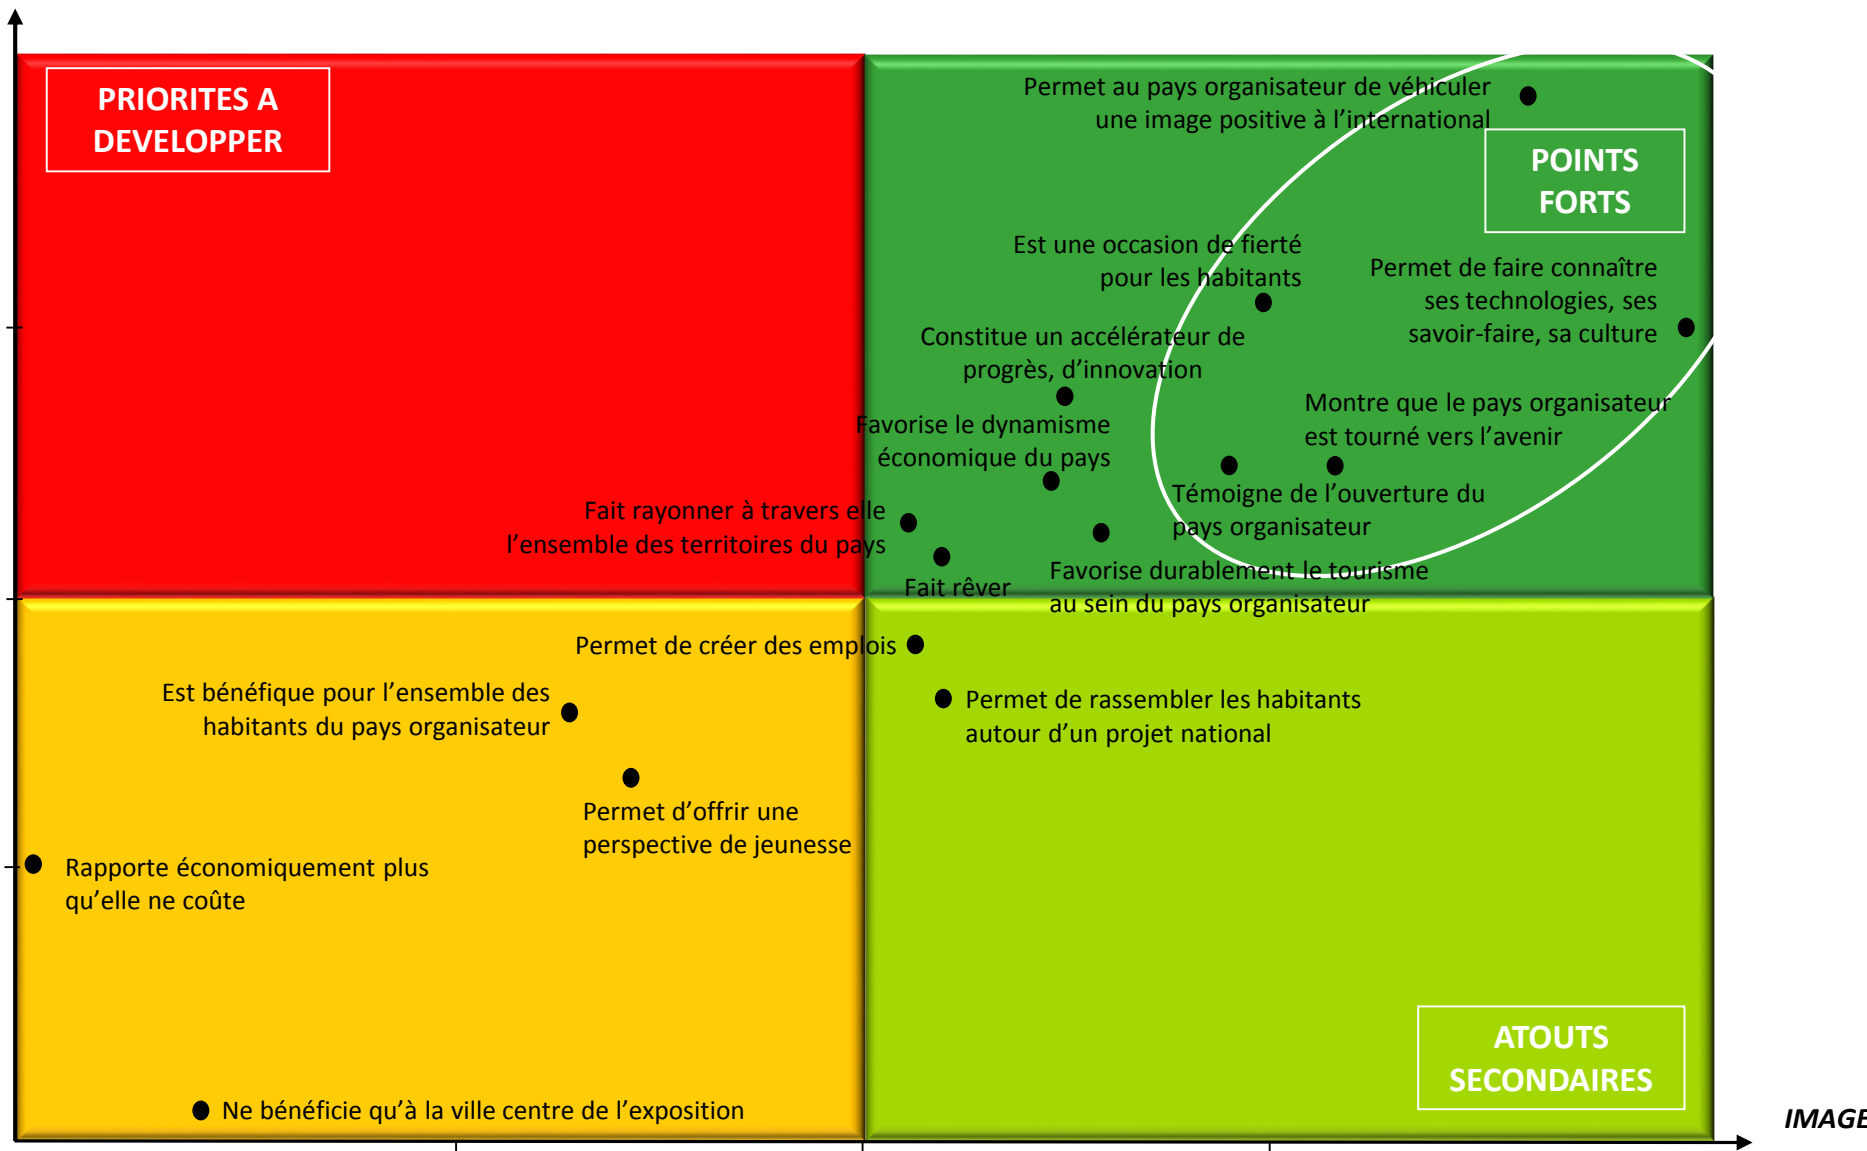 PRIORITES A
DEVELOPPER
Permet au pays organisateur de véhiculer
une image positive à l’international
POINTS
FORTS
Est une occasion de fierté
pour les habitants
Permet de faire connaître
ses technologies, ses
savoir-faire, sa culture
Constitue un accélérateur de
progrès, d’innovation
Montre que le pays organisateur
est tourné vers l’avenir
Favorise le dynamisme
économique du pays
Témoigne de l’ouverture du
pays organisateur
Fait rayonner à travers elle
l’ensemble des territoires du pays
Fait rêver
Favorise durablement le tourisme
au sein du pays organisateur
Permet de créer des emplois
Est bénéfique pour l’ensemble des
habitants du pays organisateur
Permet de rassembler les habitants
autour d’un projet national
Permet d’offrir une
perspective de jeunesse
Rapporte économiquement plus
qu’elle ne coûte
ATOUTS
SECONDAIRES
Ne bénéficie qu’à la ville centre de l’exposition
IMAGE